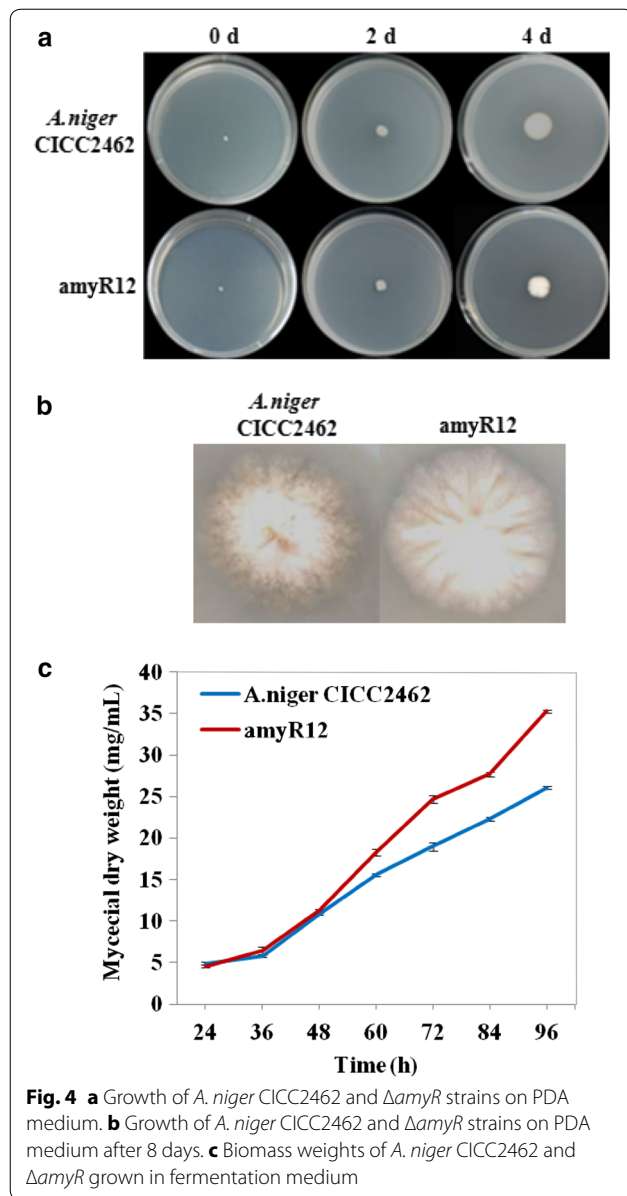 a
0 d 2 d 4 d
A.niger
CICC2462
amyR12
b
A.niger
CICC2462
amyR12
c
40
35
30
25
20
15
10
5
0
Mycecial dry weight (mg/mL)
A.niger CICC2462
amyR12
24 36 48 60 72 84 96
Time (h)
Fig. 4 a Growth of A. niger CICC2462 and ΔamyR strains on PDA
medium. b Growth of A. niger CICC2462 and ΔamyR strains on PDA
medium after 8 days. c Biomass weights of A. niger CICC2462 and
ΔamyR grown in fermentation medium